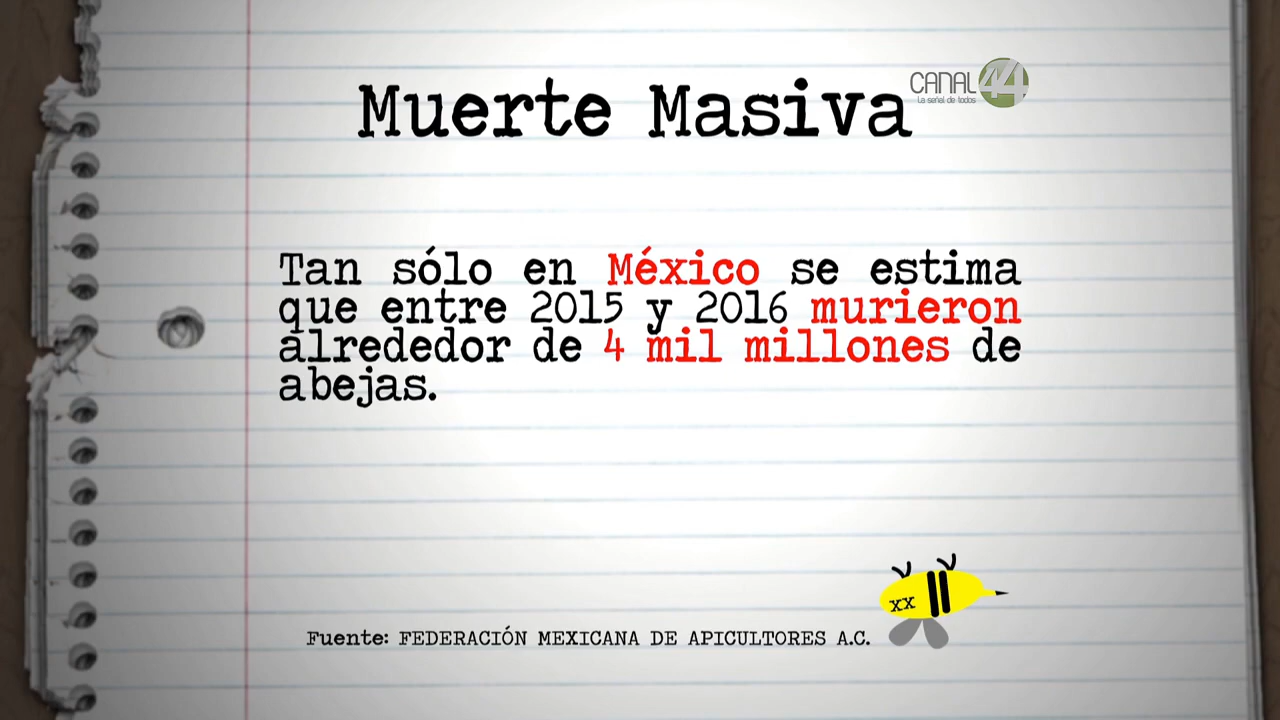 Muerte Masiva
CANAL 44
La señal de todos
Tan sólo en México se estima
que entre 2015 y 2016 murieron
alrededor de 4 mil millones de
abejas.
xx
Fuente: FEDERACIÓN MEXICANA DE APICULTORES A.C.